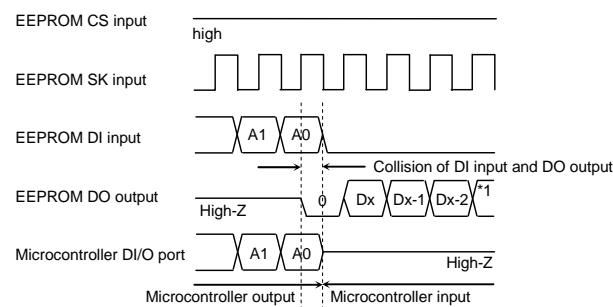 EEPROM CS input
high
EEPROM SK input
EEPROM DI input
A1 A0
Collision of DI input and DO output
EEPROM DO output
High-Z
0 Dx Dx-1 Dx-2 *1
Microcontroller DI/O port
A1 A0
High-Z
Microcontroller output Microcontroller input